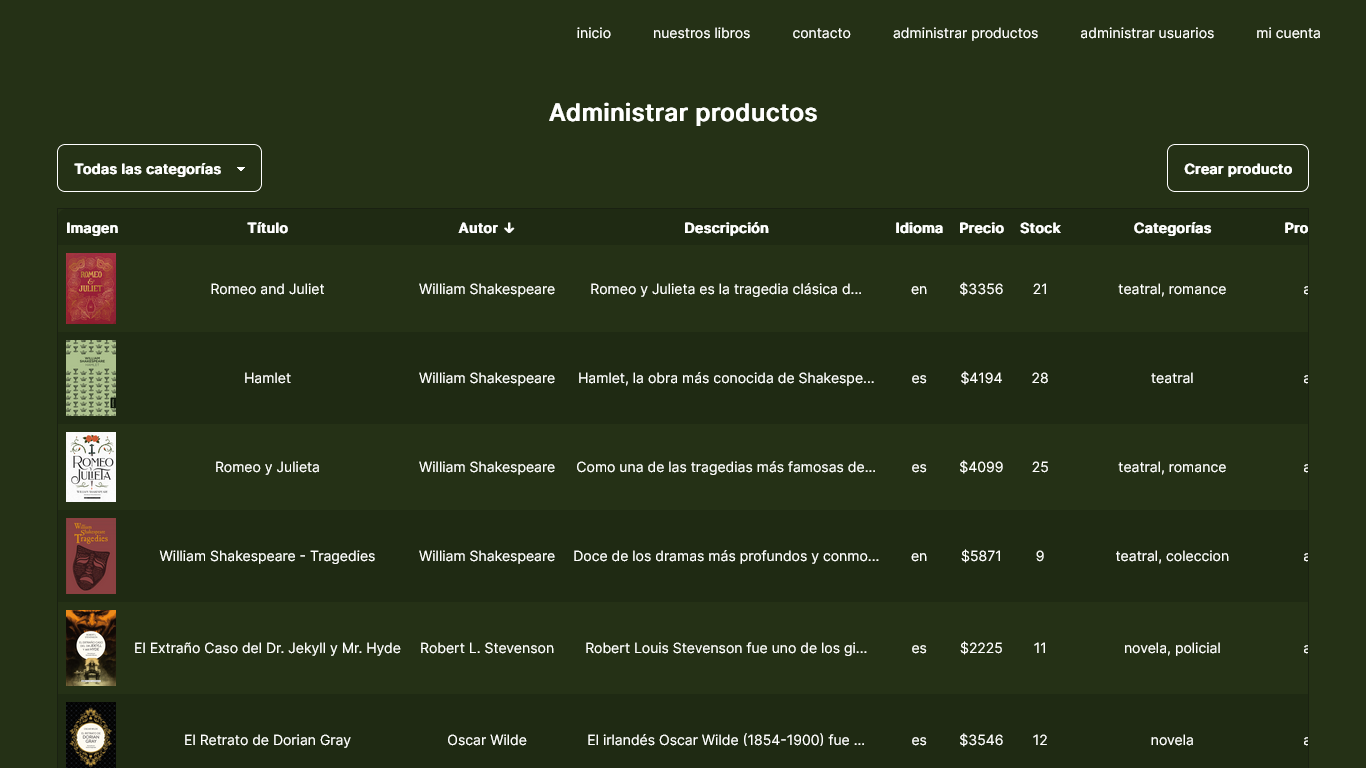 inicio nuestros libros contacto administrar productos administrar usuarios mi cuenta
Administrar productos
Todas las categorías Crear producto
Imagen Título Autor ↓ Descripción Idioma Precio Stock Categorías Pro
ROMEO & JULIET Romeo and Juliet William Shakespeare Romeo y Julieta es la tragedia clásica d... en $3356 21 teatral, romance a
Hamlet William Shakespeare Hamlet, la obra más conocida de Shakespe... es $4194 28 teatral a
ROMEO Y JULIETA Romeo y Julieta William Shakespeare Como una de las tragedias más famosas de... es $4099 25 teatral, romance a
William Shakespeare Tragedies William Shakespeare - Tragedies William Shakespeare Doce de los dramas más profundos y conmo... en $5871 9 teatral, coleccion a
El Extraño Caso del Dr. Jekyll y Mr. Hyde Robert L. Stevenson Robert Louis Stevenson fue uno de los gi... es $2225 11 novela, policial a
El Retrato de Dorian Gray Oscar Wilde El irlandés Oscar Wilde (1854-1900) fue ... es $3546 12 novela a